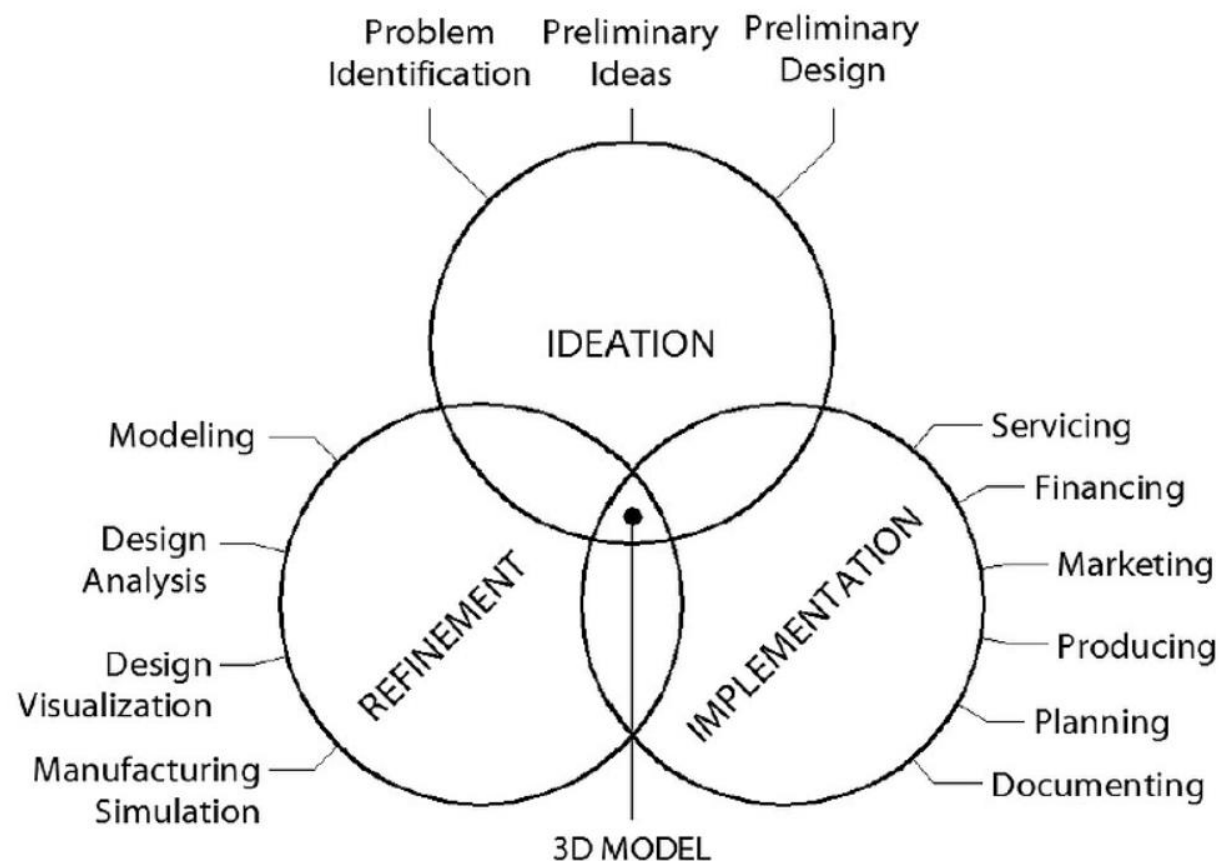 Problem
Identification
Preliminary
Ideas
Preliminary
Design
IDEATION
Modeling
Design
Analysis
Design
Visualization
Manufacturing
Simulation
REFINEMENT
IMPLEMENTATION
Servicing
Financing
Marketing
Producing
Planning
Documenting
3D MODEL